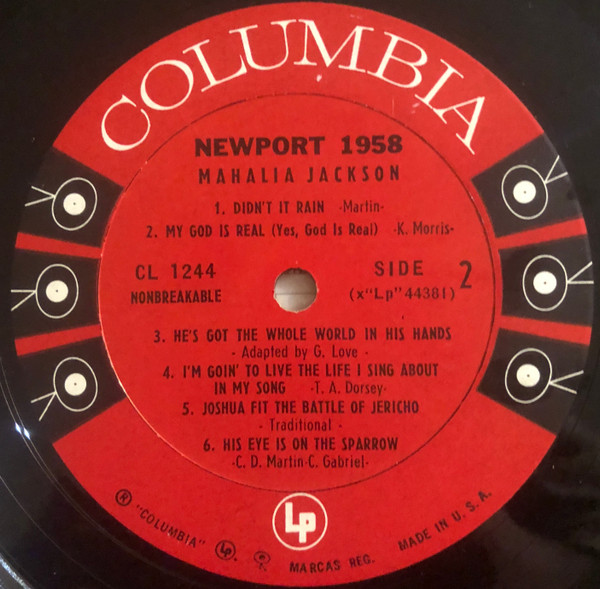 COLUMBIA
NEWPORT 1958
MAHALIA JACKSON
1. DIDN'T IT RAIN -Martin-
2. MY GOD IS REAL (Yes, God Is Real) -K. Morris-
CL 1244
NONBREAKABLE
SIDE 2
(x"Lp"44381)
3. HE'S GOT THE WHOLE WORLD IN HIS HANDS
- Adapted by G. Love -
4. I'M GOIN' TO LIVE THE LIFE I SING ABOUT
IN MY SONG -T. A. Dorsey-
5. JOSHUA FIT THE BATTLE OF JERICHO
- Traditional -
6. HIS EYE IS ON THE SPARROW
-C. D. Martin-C. Gabriel-
Lp
® "COLUMBIA" Lp MARCAS REG. MADE IN U. S. A.